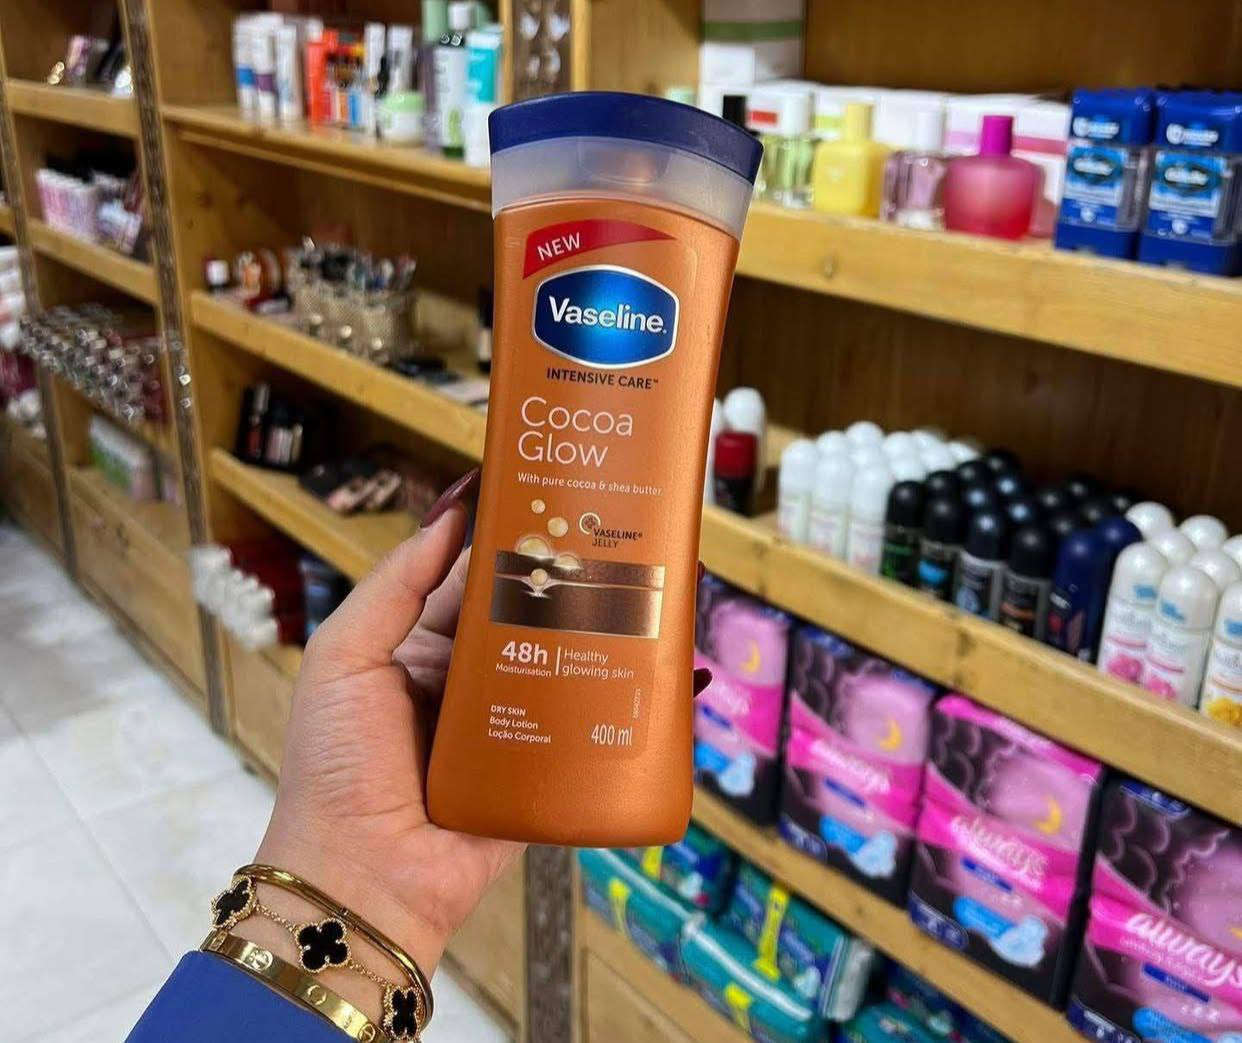 NEW
Vaseline
INTENSIVE CARE™
Cocoa
Glow
With pure cocoa & shea butter
VASELINE®
JELLY
48h
Moisturisation
Healthy
glowing skin
DRY SKIN
Body Lotion
Loção Corporal
400 ml
always
always
always